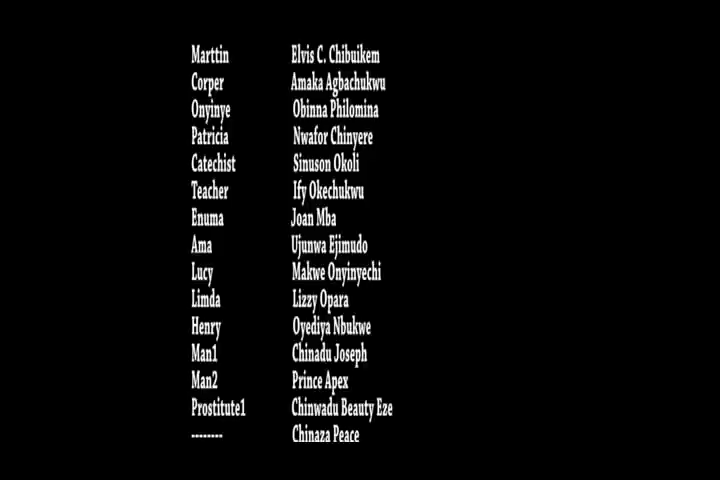 Marttin Elvis C. Chibuikem
Corper Amaka Agbachukwu
Onyinye Obinna Philomina
Patricia Nwafor Chinyere
Catechist Sinuson Okoli
Teacher Ify Okechukwu
Enuma Joan Mba
Ama Ujunwa Ejimudo
Lucy Makwe Onyinyechi
Limda Lizzy Opara
Henry Oyediya Nbukwe
Man1 Chinadu Joseph
Man2 Prince Apex
Prostitute1 Chinwadu Beauty Eze
-------- Chinaza Peace